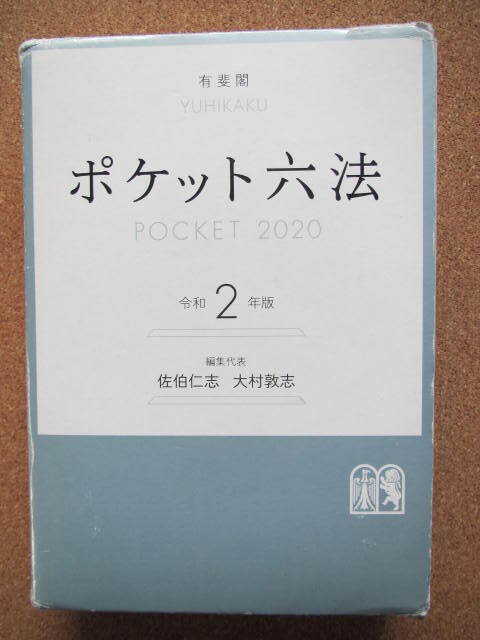 有斐閣
YUHIKAKU
ポケット六法
POCKET 2020
令和2年版
編集代表
佐伯仁志 大村敦志